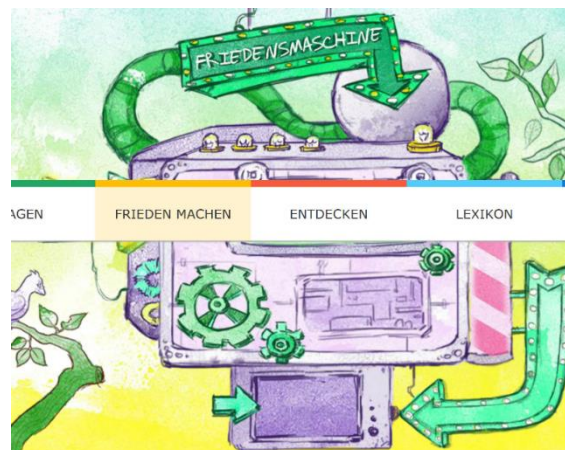 FRIEDENSMASCHINE
AGEN
FRIEDEN MACHEN
ENTDECKEN
LEXIKON